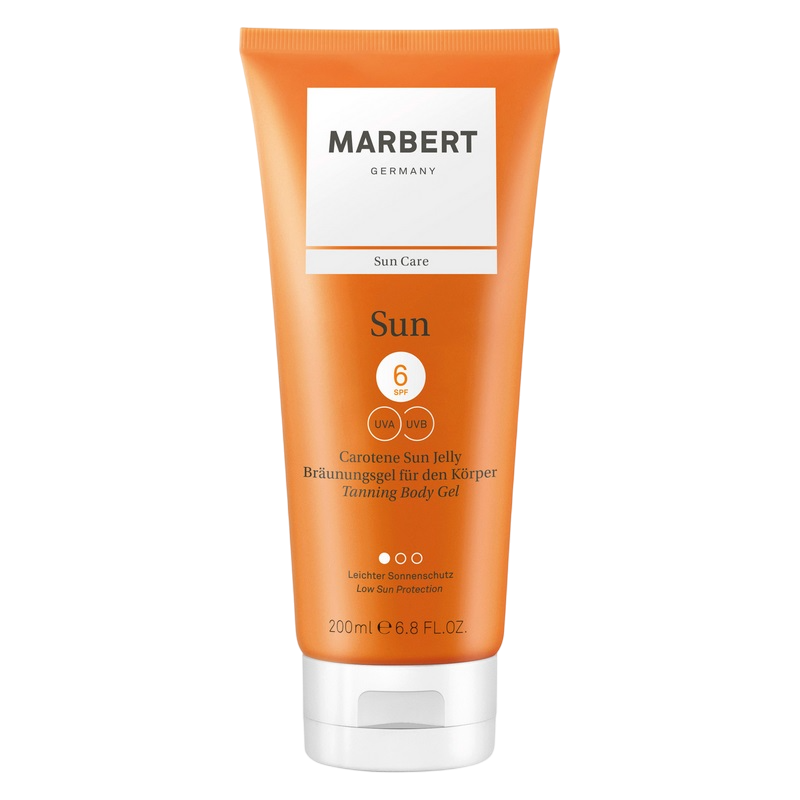 MARBERT
GERMANY
Sun Care
Sun
6
SPF
UVA UVB
Carotene Sun Jelly
Bräunungsgel für den Körper
Tanning Body Gel
Leichter Sonnenschutz
Low Sun Protection
200ml ℮ 6.8 FL.OZ.